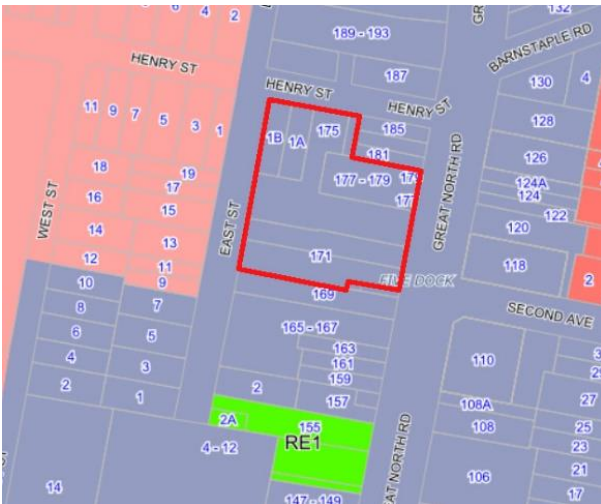 6
4
2
189 - 193
132
BARNSTAPLE RD
HENRY ST
187
130
4
HENRY ST
HENRY ST
128
11
9
7
5
3
1
1B
1A
175
185
126
18
19
181
17
177 - 179
179
124A
124
16
15
177
122
WEST ST
EAST ST
GREAT NORTH RD
120
14
13
118
12
11
171
2
10
9
169
FIVE DOCK
8
7
SECOND AVE
6
5
165 - 167
163
4
3
161
110
159
2
1
2
157
27
108A
2A
155
108
25
4 - 12
RE1
23
GREAT NORTH RD
106
21
14
147 - 149
17